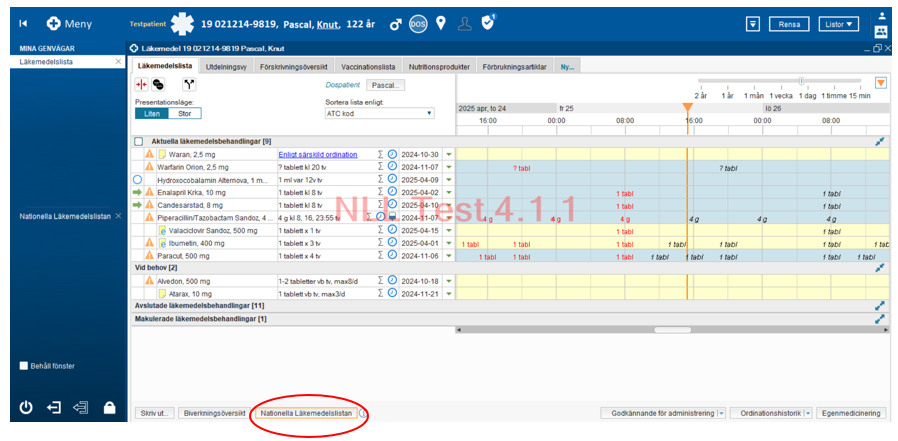 Meny Testpatient 19 021214-9819, Pascal, Knut, 122 år DOS 1 Rensa Listor
MINA GENVÄGAR Läkemedel 19 021214-9819 Pascal, Knut
Läkemedelslista
Läkemedelslista Utdelningsvy Förskrivningsöversikt Vaccinationslista Nutritionsprodukter Förbrukningsartiklar Ny...
Dospatient Pascal...
2 år 1 år 1 mån 1 vecka 1 dag 1 timme 15 min
Presentationsläge: Sortera lista enligt:
Liten Stor ATC kod
2025 apr, to 24 fr 25 lö 26
16:00 00:00 08:00 16:00 00:00 08:00
Aktuella läkemedelsbehandlingar [9]
Waran, 2,5 mg Enligt särskild ordination Σ 2024-10-30
Warfarin Orion, 2,5 mg ? tablett kl 20 tv Σ 2024-11-07 ? tabl ? tabl
Hydroxocobalamin Alternova, 1 m... 1 ml var 12v tv Σ 2025-04-09
Enalapril Krka, 10 mg 1 tablett kl 8 tv Σ 2025-04-02 1 tabl 1 tabl
Candesarstad, 8 mg 1 tablett kl 8 tv Σ 2025-04-10 1 tabl 1 tabl
NLL Test 4.1.1
Piperacillin/Tazobactam Sandoz, 4 ... 4 g kl 8, 16, 23:55 tv Σ 2024-11-07 4 g 4 g 4 g 4 g 4 g 4 g
Nationella Läkemedelslistan
Valaciclovir Sandoz, 500 mg 1 tablett x 1 tv Σ 2025-04-15 1 tabl 1 tabl
Ibumetin, 400 mg 1 tablett x 3 tv Σ 2025-04-01 1 tabl 1 tabl 1 tabl 1 tabl 1 tabl 1 tabl 1 tab
Paracut, 500 mg 1 tablett x 4 tv Σ 2024-11-06 1 tabl 1 tabl 1 tabl 1 tabl 1 tabl 1 tabl 1 tabl 1 tabl
Vid behov [2]
Alvedon, 500 mg 1-2 tabletter vb tv, max8/d Σ 2024-10-18
Atarax, 10 mg 1 tablett vb tv, max3/d Σ 2024-11-21
Avslutade läkemedelsbehandlingar [11]
Makulerade läkemedelsbehandlingar [1]
Behåll fönster
Skriv ut... Biverkningsöversikt Nationella Läkemedelslistan Godkännande för administrering Ordinationshistorik Egenmedicinering